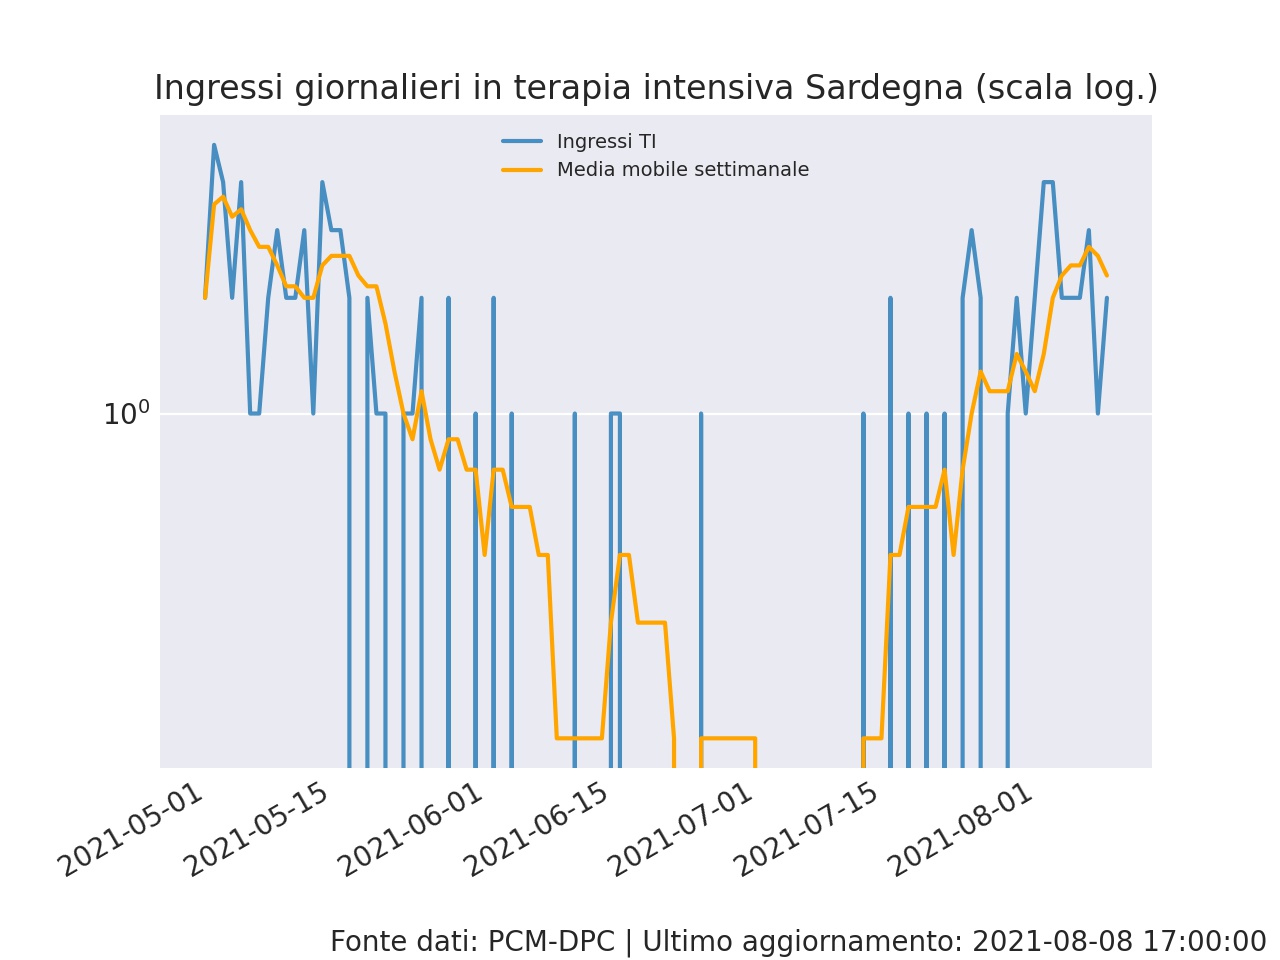 Ingressi giornalieri in terapia intensiva Sardegna (scala log.)
Ingressi TI
Media mobile settimanale
10⁰
2021-05-01
2021-05-15
2021-06-01
2021-06-15
2021-07-01
2021-07-15
2021-08-01
Fonte dati: PCM-DPC | Ultimo aggiornamento: 2021-08-08 17:00:00